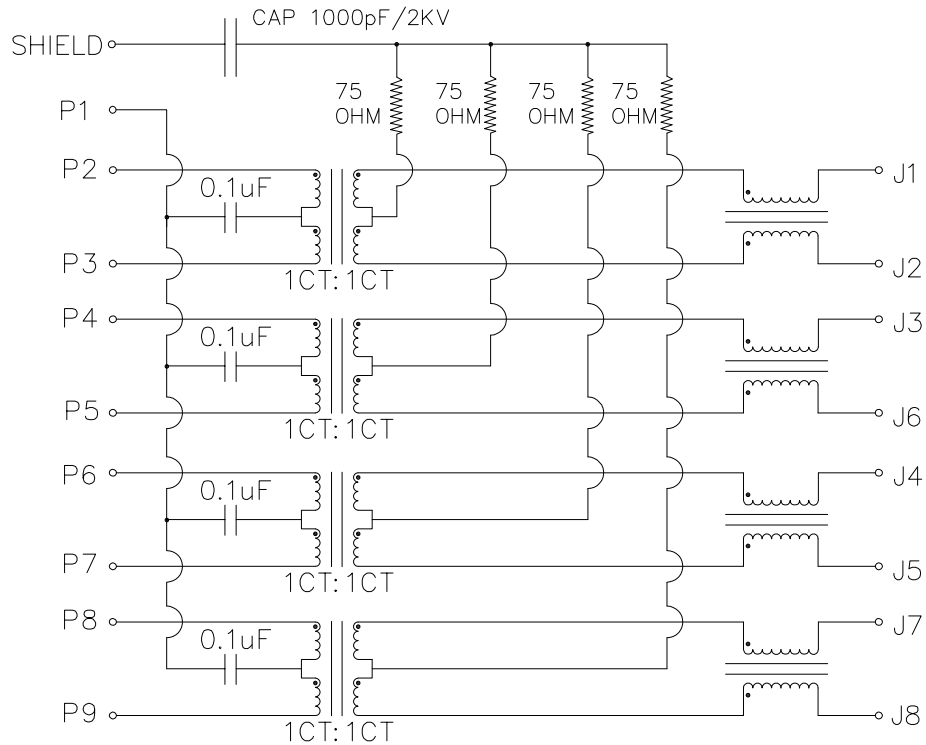 CAP 1000pF/2KV
SHIELD
75 OHM
75 OHM
75 OHM
75 OHM
P1
P2
0.1uF
J1
P3
1CT:1CT
J2
P4
0.1uF
J3
P5
1CT:1CT
J6
P6
0.1uF
J4
P7
1CT:1CT
J5
P8
0.1uF
J7
P9
1CT:1CT
J8